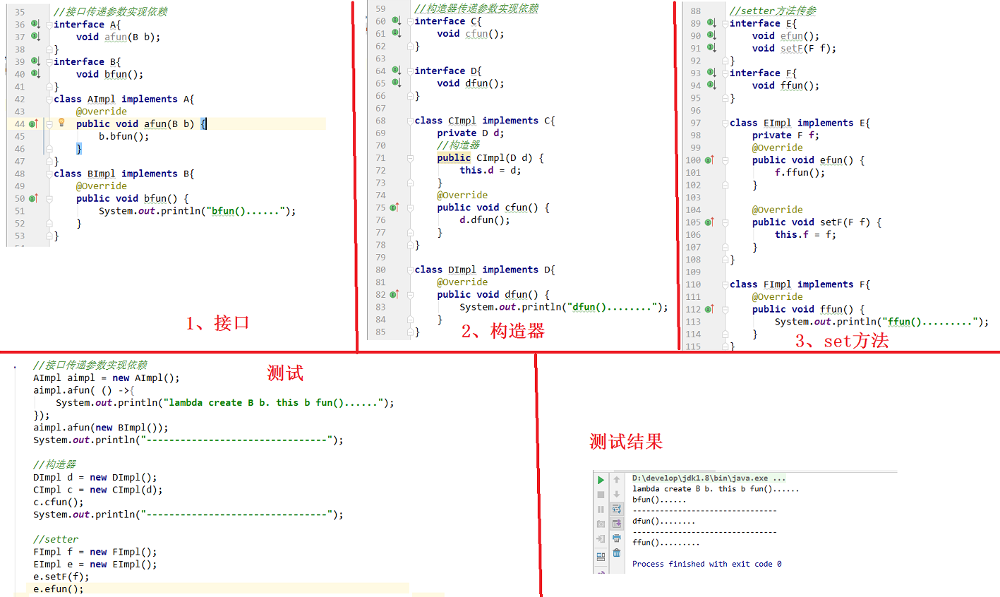 35 //接口传递参数实现依赖
36 interface A{
37 void afun(B b);
38 }
39 interface B{
40 void bfun();
41 }
42 class AImpl implements A{
43 @Override
44 public void afun(B b) {
45 b.bfun();
46 }
47 }
48 class BImpl implements B{
49 @Override
50 public void bfun() {
51 System.out.println("bfun()......");
52 }
53 }
1、接口
59 //构造器传递参数实现依赖
60 interface C{
61 void cfun();
62 }
63
64 interface D{
65 void dfun();
66 }
67
68 class CImpl implements C{
69 private D d;
70 //构造器
71 public CImpl(D d) {
72 this.d = d;
73 }
74 @Override
75 public void cfun() {
76 d.dfun();
77 }
78 }
79
80 class DImpl implements D{
81 @Override
82 public void dfun() {
83 System.out.println("dfun()........");
84 }
85 }
2、构造器
88 //setter方法传参
89 interface E{
90 void efun();
91 void setF(F f);
92 }
93 interface F{
94 void ffun();
95 }
96
97 class EImpl implements E{
98 private F f;
99 @Override
100 public void efun() {
101 f.ffun();
102 }
103
104 @Override
105 public void setF(F f) {
106 this.f = f;
107 }
108 }
109
110 class FImpl implements F{
111 @Override
112 public void ffun() {
113 System.out.println("ffun().........");
114 }
115 }
3、set方法
测试
//接口传递参数实现依赖
AImpl aimpl = new AImpl();
aimpl.afun( () ->{
System.out.println("lambda create B b. this b fun()......");
});
aimpl.afun(new BImpl());
System.out.println("--------------------------------");
//构造器
DImpl d = new DImpl();
CImpl c = new CImpl(d);
c.cfun();
System.out.println("--------------------------------");
//setter
FImpl f = new FImpl();
EImpl e = new EImpl();
e.setF(f);
e.efun();
测试结果
D:\develop\jdk1.8\bin\java.exe ...
lambda create B b. this b fun()......
bfun()......
--------------------------------
dfun()........
--------------------------------
ffun().........
Process finished with exit code 0